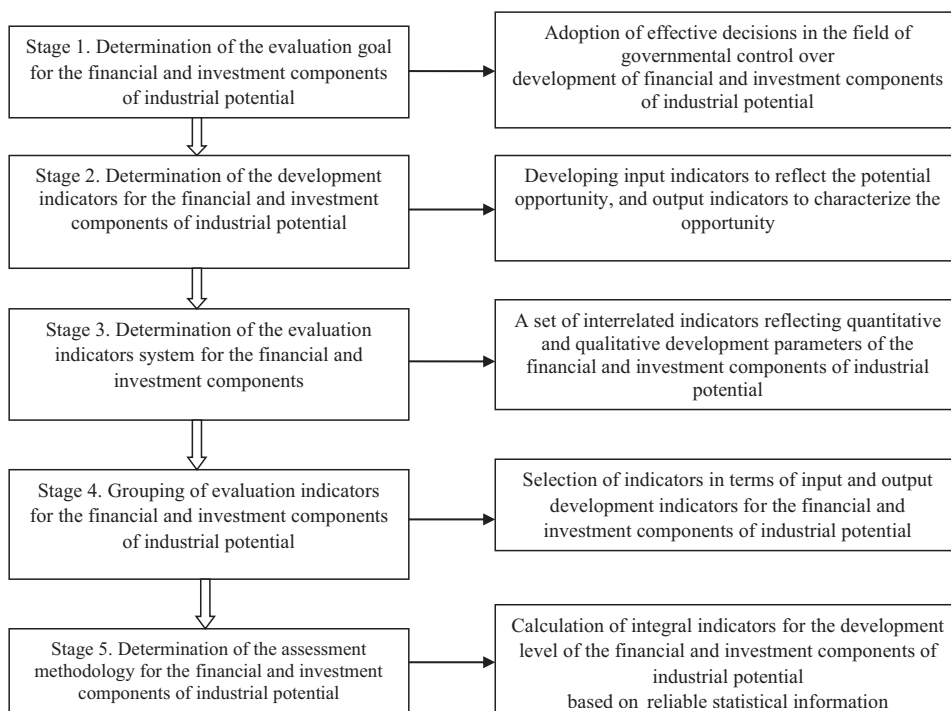 Stage 1. Determination of the evaluation goal
for the financial and investment components
of industrial potential
Adoption of effective decisions in the field of
governmental control over
development of financial and investment components
of industrial potential
Stage 2. Determination of the development
indicators for the financial and investment
components of industrial potential
Developing input indicators to reflect the potential
opportunity, and output indicators to characterize the
opportunity
Stage 3. Determination of the evaluation
indicators system for the financial and
investment components
A set of interrelated indicators reflecting quantitative
and qualitative development parameters of the
financial and investment components of industrial
potential
Stage 4. Grouping of evaluation indicators
for the financial and investment components
of industrial potential
Selection of indicators in terms of input and output
development indicators for the financial and
investment components of industrial potential
Stage 5. Determination of the assessment
methodology for the financial and investment
components of industrial potential
Calculation of integral indicators for the development
level of the financial and investment components of
industrial potential
based on reliable statistical information